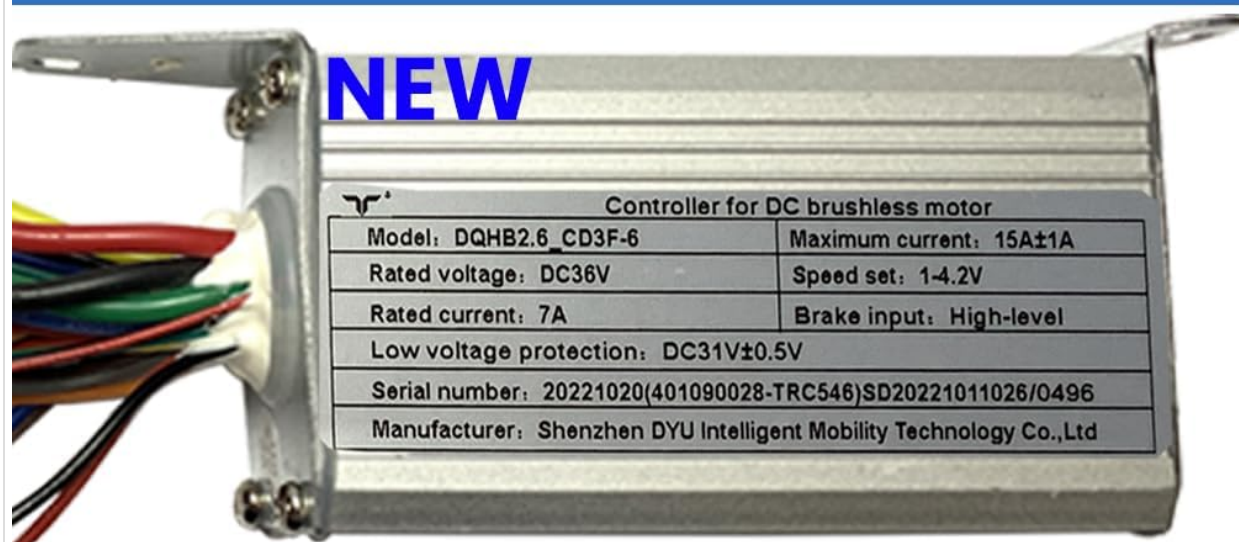 NEW
Controller for DC brushless motor
Model: DQHB2.6_CD3F-6 Maximum current: 15A±1A
Rated voltage: DC36V Speed set: 1-4.2V
Rated current: 7A Brake input: High-level
Low voltage protection: DC31V±0.5V
Serial number: 20221020(401090028-TRC546)SD20221011026/0496
Manufacturer: Shenzhen DYU Intelligent Mobility Technology Co.,Ltd